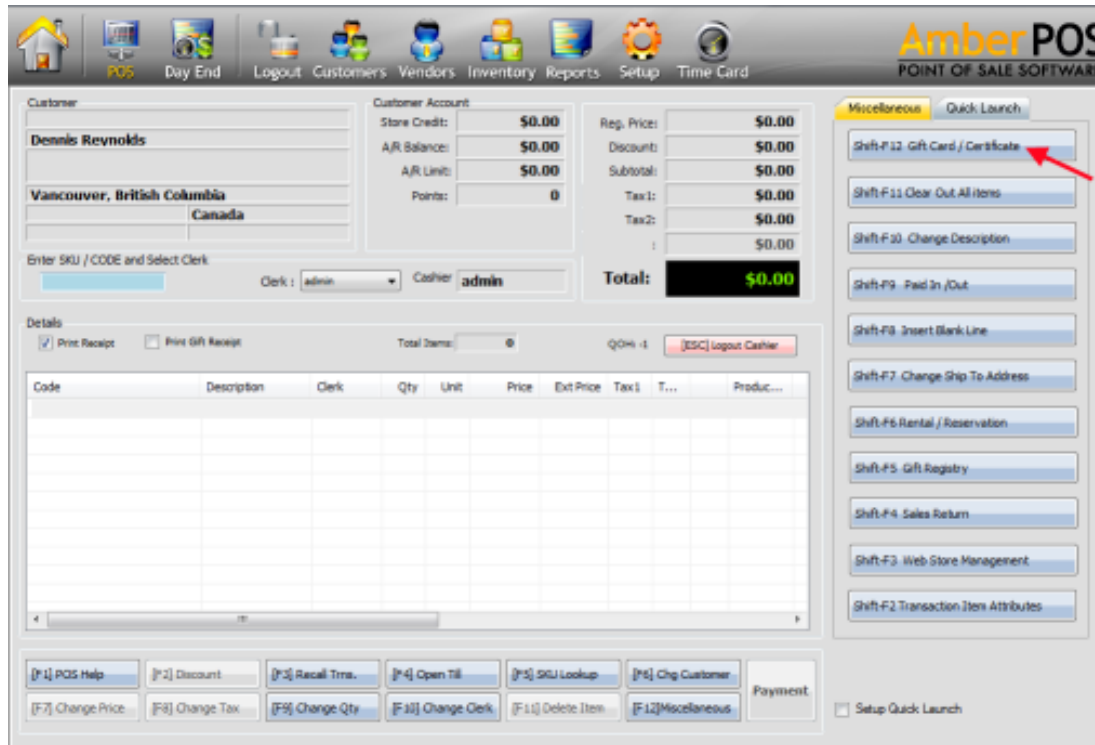 AmberPOS
POINT OF SALE SOFTWARE
POS Day End Logout Customers Vendors Inventory Reports Setup Time Card
Customer
Dennis Reynolds
Vancouver, British Columbia
Canada
Customer Account
Store Credit: $0.00
A/R Balance: $0.00
A/R Limit: $0.00
Points: 0
Reg. Price: $0.00
Discount: $0.00
Subtotal: $0.00
Tax1: $0.00
Tax2: $0.00
: $0.00
Total: $0.00
Enter SKU / CODE and Select Clerk
Clerk : admin Cashier admin
Details
Print Receipt Print Gift Receipt Total Items: 0 QOH: -1 [ESC] Logout Cashier
Code Description Clerk Qty Unit Price Ext Price Tax1 T... Produc...
[F1] POS Help [F2] Discount [F3] Recall Trns. [F4] Open Till [F5] SKU Lookup [F6] Chg Customer
[F7] Change Price [F8] Change Tax [F9] Change Qty [F10] Change Clerk [F11] Delete Item [F12]Miscellaneous
Payment
Miscellaneous Quick Launch
Shift-F12 Gift Card / Certificate
Shift-F11 Clear Out All items
Shift-F10 Change Description
Shift-F9 Paid In /Out
Shift-F8 Insert Blank Line
Shift-F7 Change Ship To Address
Shift-F6 Rental / Reservation
Shift-F5 Gift Registry
Shift-F4 Sales Return
Shift-F3 Web Store Management
Shift-F2 Transaction Item Attributes
Setup Quick Launch